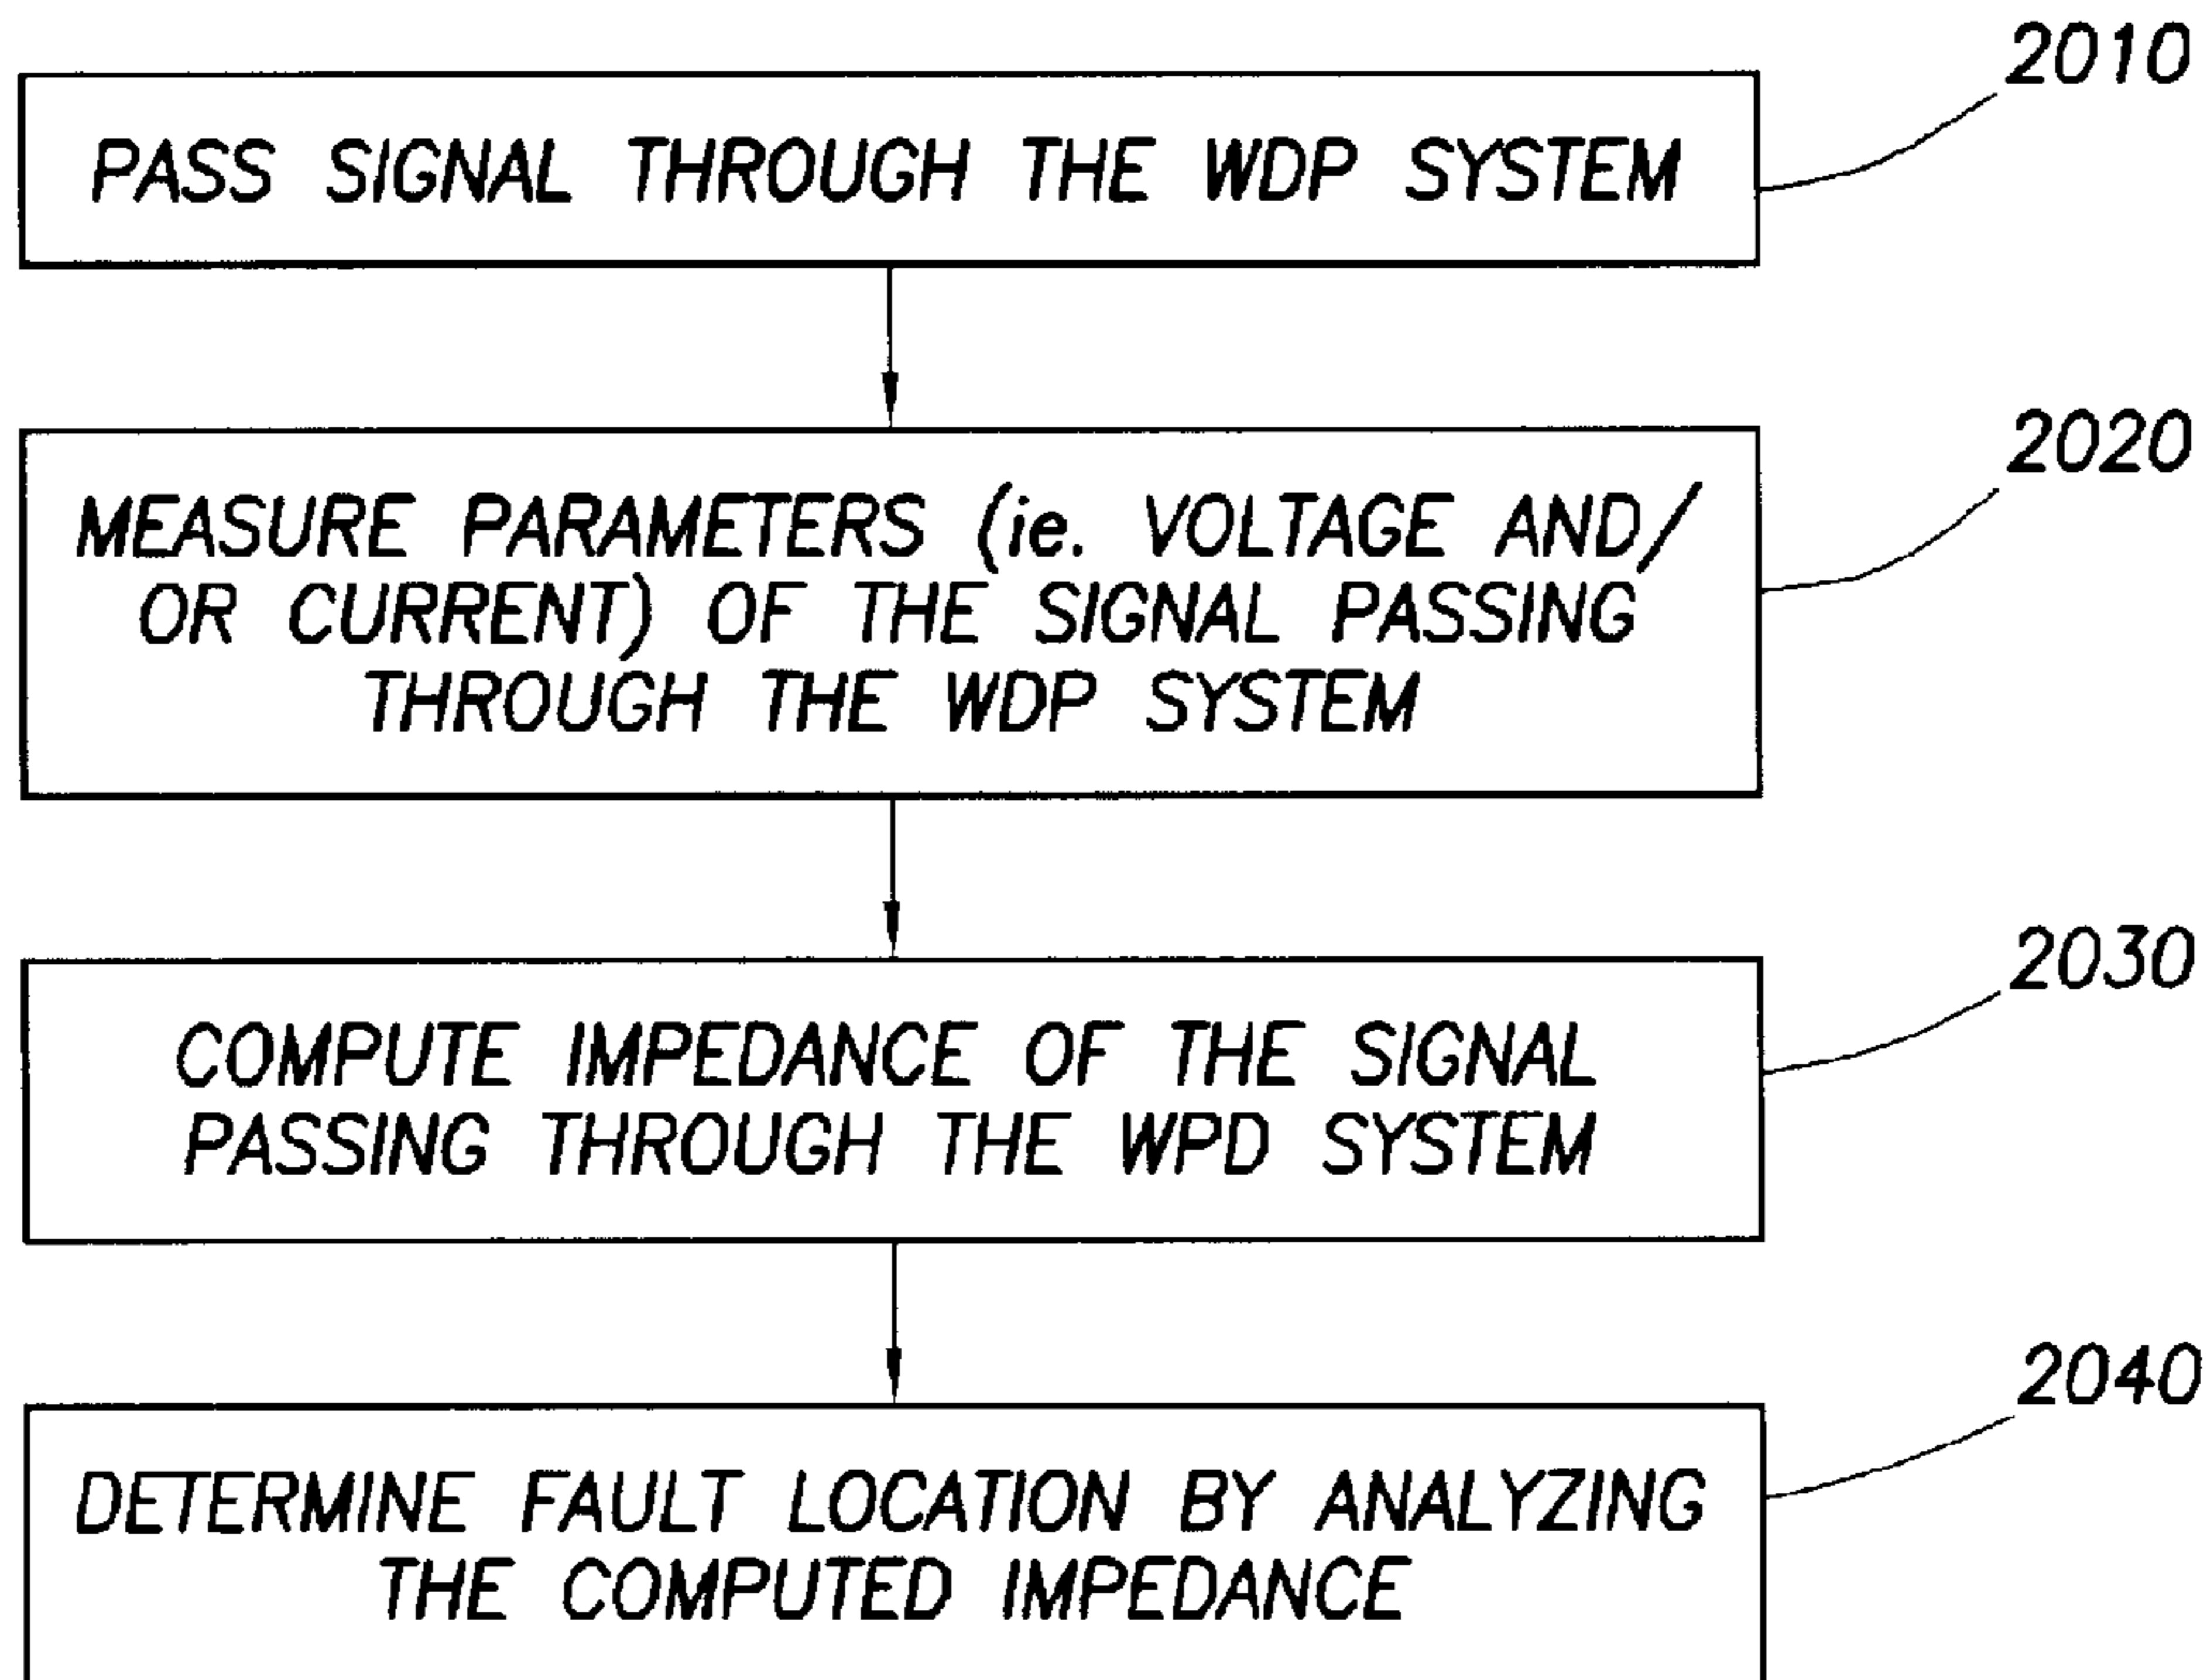 2010
PASS SIGNAL THROUGH THE WDP SYSTEM
2020
MEASURE PARAMETERS (ie. VOLTAGE AND/
OR CURRENT) OF THE SIGNAL PASSING
THROUGH THE WDP SYSTEM
2030
COMPUTE IMPEDANCE OF THE SIGNAL
PASSING THROUGH THE WPD SYSTEM
2040
DETERMINE FAULT LOCATION BY ANALYZING
THE COMPUTED IMPEDANCE